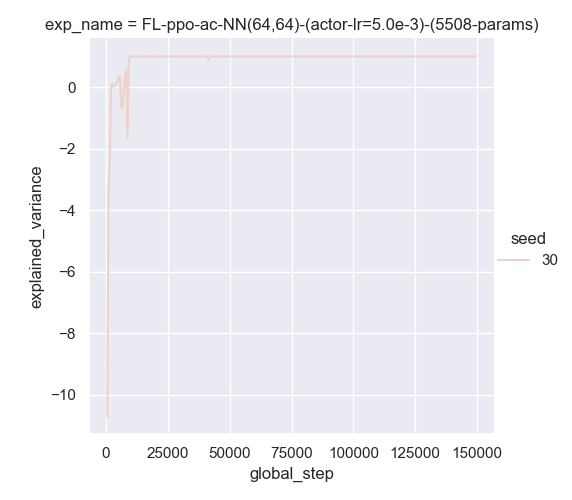 exp_name = FL-ppo-ac-NN(64,64)-(actor-lr=5.0e-3)-(5508-params)
0
−2
−4
−6
−8
−10
explained_variance
seed
30
0 25000 50000 75000 100000 125000 150000
global_step